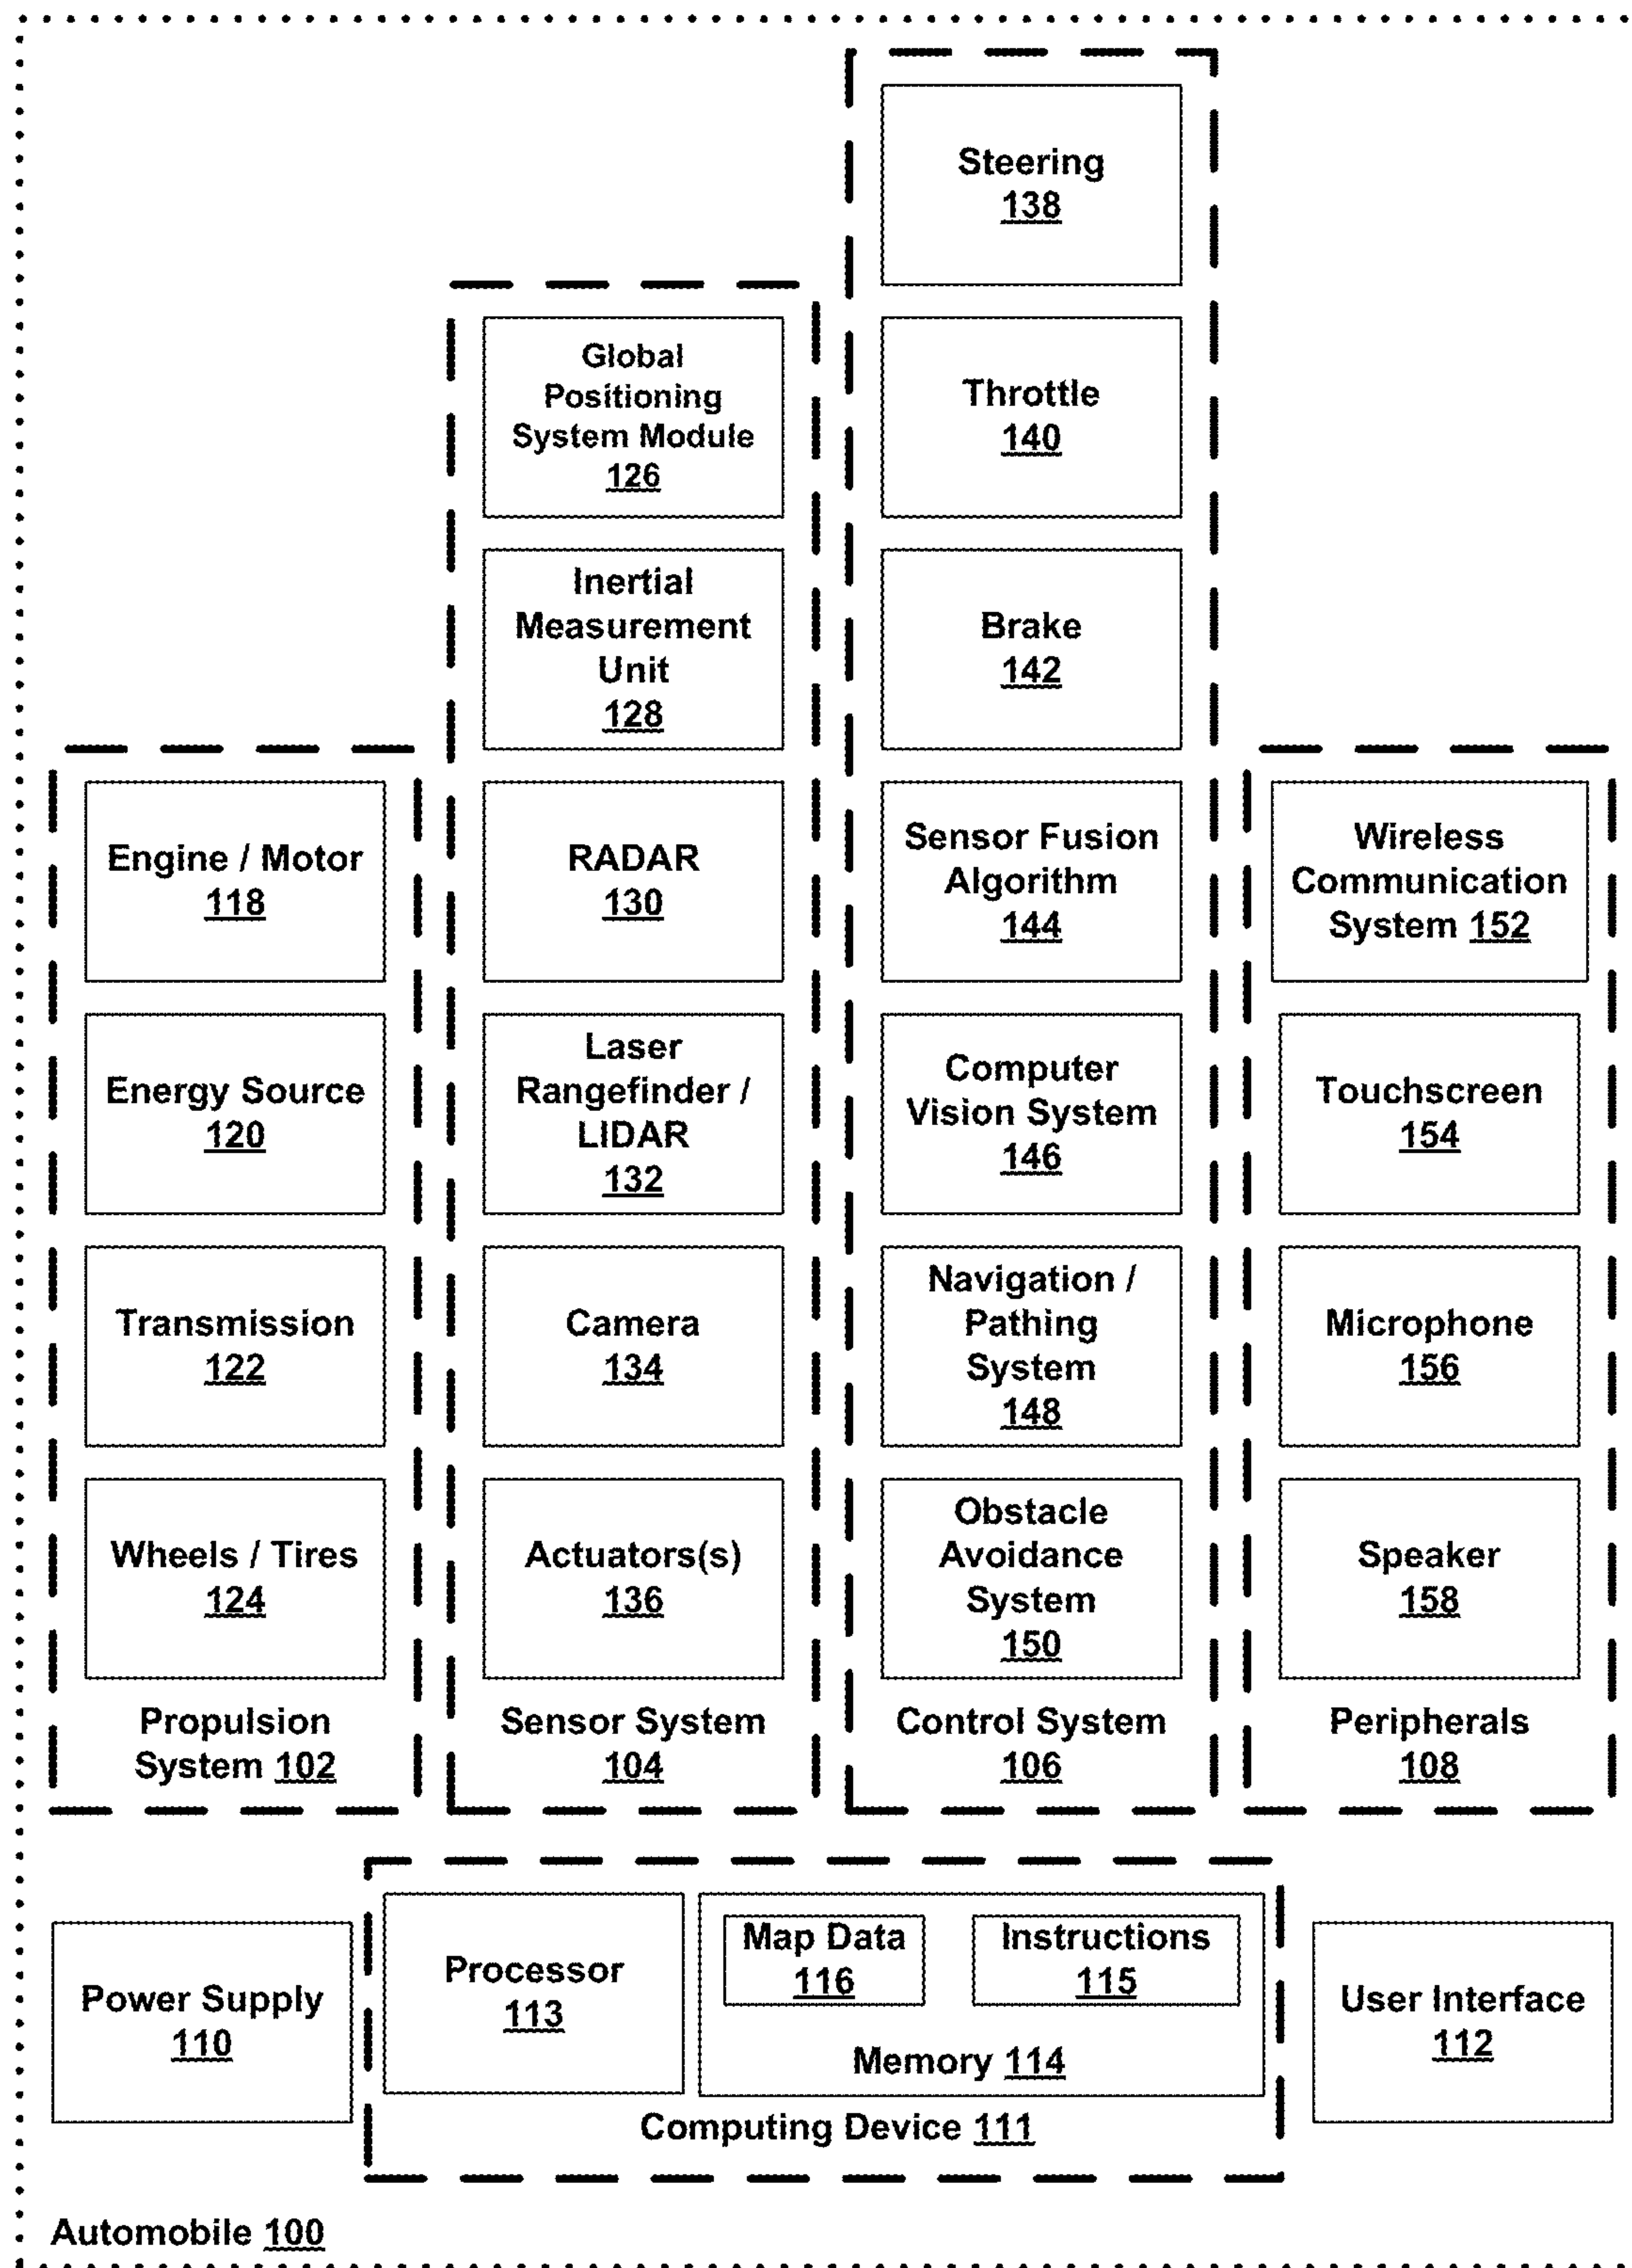 Steering
138
Throttle
140
Brake
142
Sensor Fusion
Algorithm
144
Computer
Vision System
146
Navigation /
Pathing
System
148
Obstacle
Avoidance
System
150
Control System
106
Global
Positioning
System Module
126
Inertial
Measurement
Unit
128
RADAR
130
Laser
Rangefinder /
LIDAR
132
Camera
134
Actuators(s)
136
Sensor System
104
Engine / Motor
118
Energy Source
120
Transmission
122
Wheels / Tires
124
Propulsion
System 102
Wireless
Communication
System 152
Touchscreen
154
Microphone
156
Speaker
158
Peripherals
108
Power Supply
110
Processor
113
Map Data
116
Instructions
115
Memory 114
Computing Device 111
User Interface
112
Automobile 100